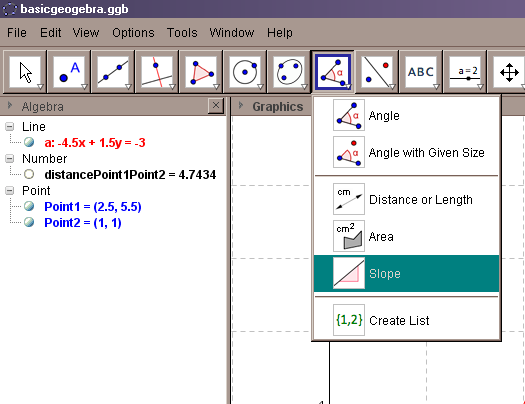 basicgeogebra.ggb
File Edit View Options Tools Window Help
A α ABC a=2
Algebra
Graphics
Line
a: -4.5x + 1.5y = -3
Number
distancePoint1Point2 = 4.7434
Point
Point1 = (2.5, 5.5)
Point2 = (1, 1)
α Angle
α Angle with Given Size
cm Distance or Length
cm² Area
Slope
{1,2} Create List